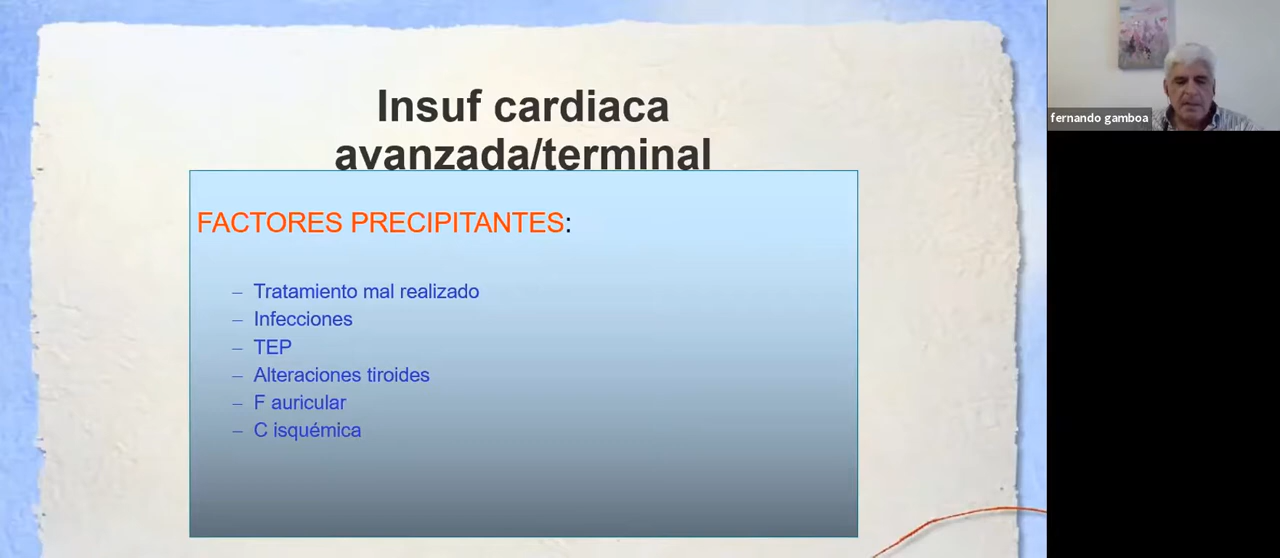 Insuf cardiaca
avanzada/terminal
FACTORES PRECIPITANTES:
– Tratamiento mal realizado
– Infecciones
– TEP
– Alteraciones tiroides
– F auricular
– C isquémica
fernando gamboa